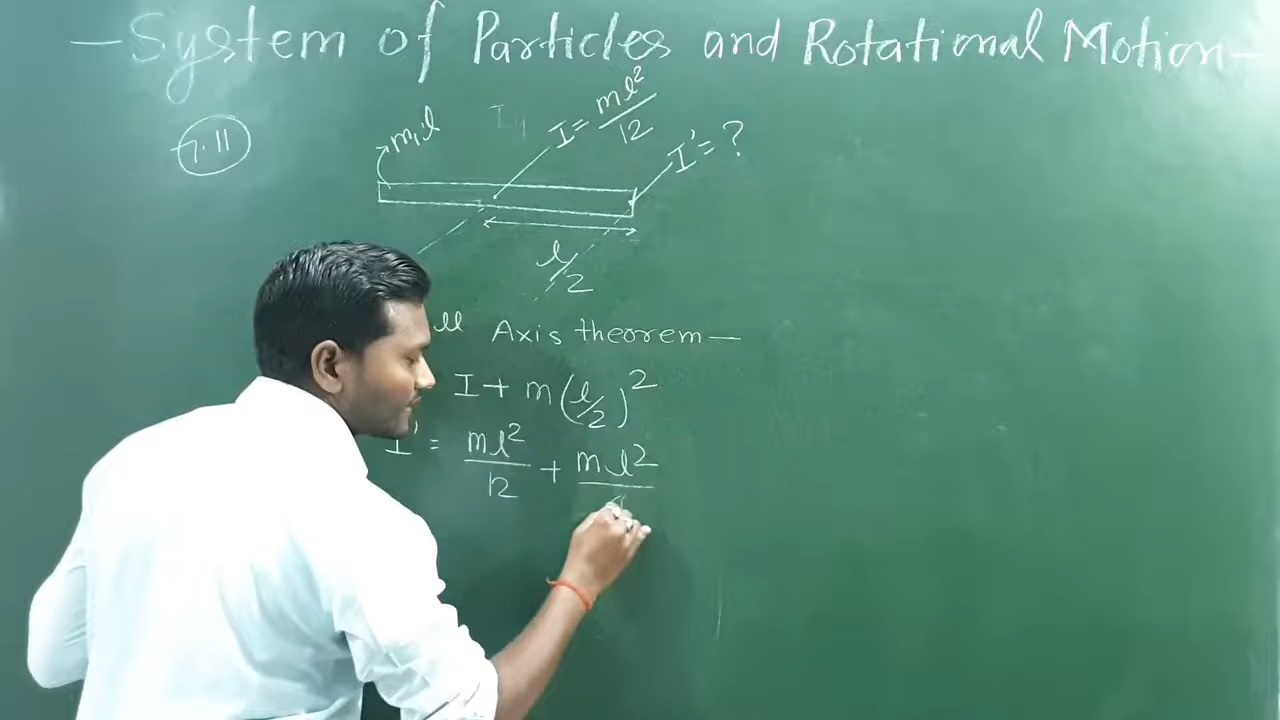 — System of Particles and Rotational Motion —
7.11
m, l
I = ml²/12
I' = ?
l/2
Axis theorem —
I + m(l/2)²
I' = ml²/12 + ml²/